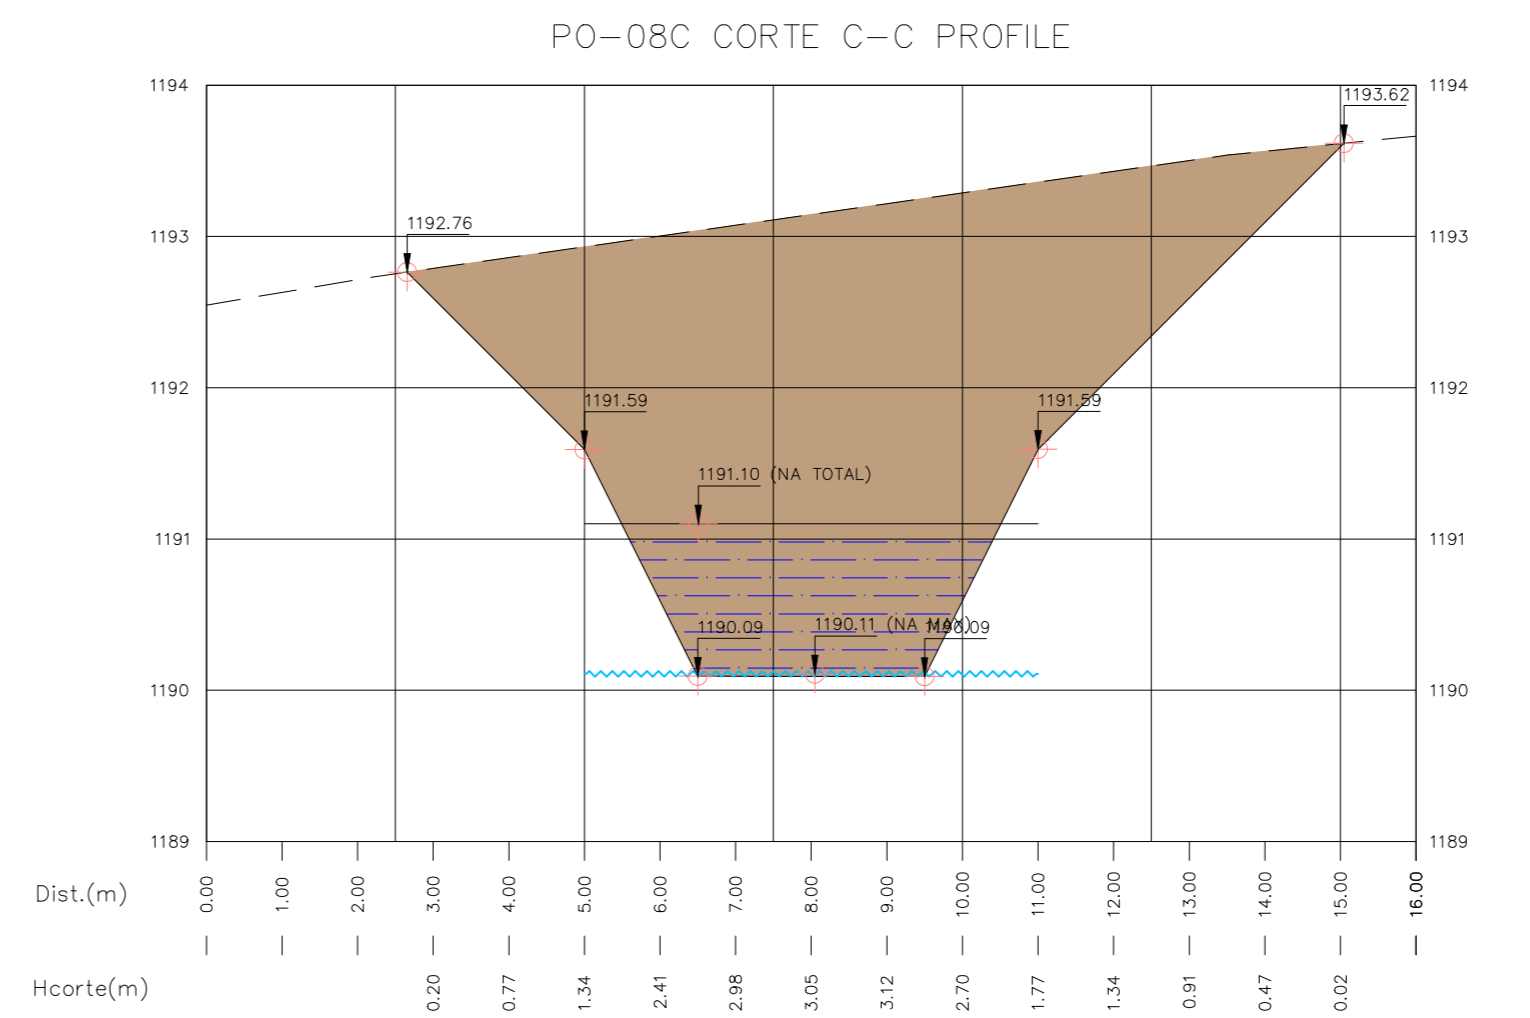 PO-08C CORTE C-C PROFILE
1194 1194
1193.62
1192.76
1193 1193
1192 1192
1191.59 1191.59
1191.10 (NA TOTAL)
1191 1191
1190.09 1190.11 (NA MAX) 1190.09
1190 1190
1189 1189
Dist.(m) 0.00 1.00 2.00 3.00 4.00 5.00 6.00 7.00 8.00 9.00 10.00 11.00 12.00 13.00 14.00 15.00 16.00
Hcorte(m) 0.20 0.77 1.34 2.41 2.98 3.05 3.12 2.70 1.77 1.34 0.91 0.47 0.02